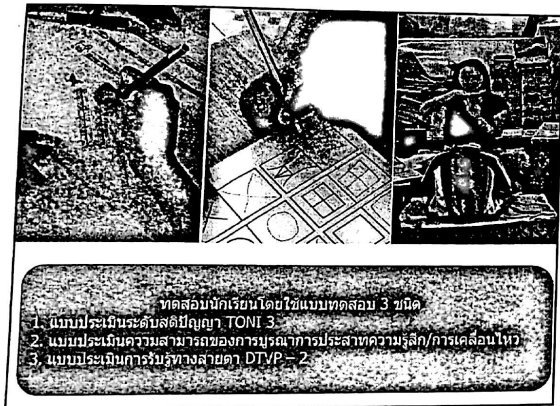 ทดสอบนักเรียนโดยใช้แบบทดสอบ 3 ชนิด
1. แบบประเมินระดับสติปัญญา TONI 3
2. แบบประเมินความสามารถของการบูรณาการประสาทความรู้สึก/การเคลื่อนไหว
3. แบบประเมินการรับรู้ทางสายตา DTVP – 2